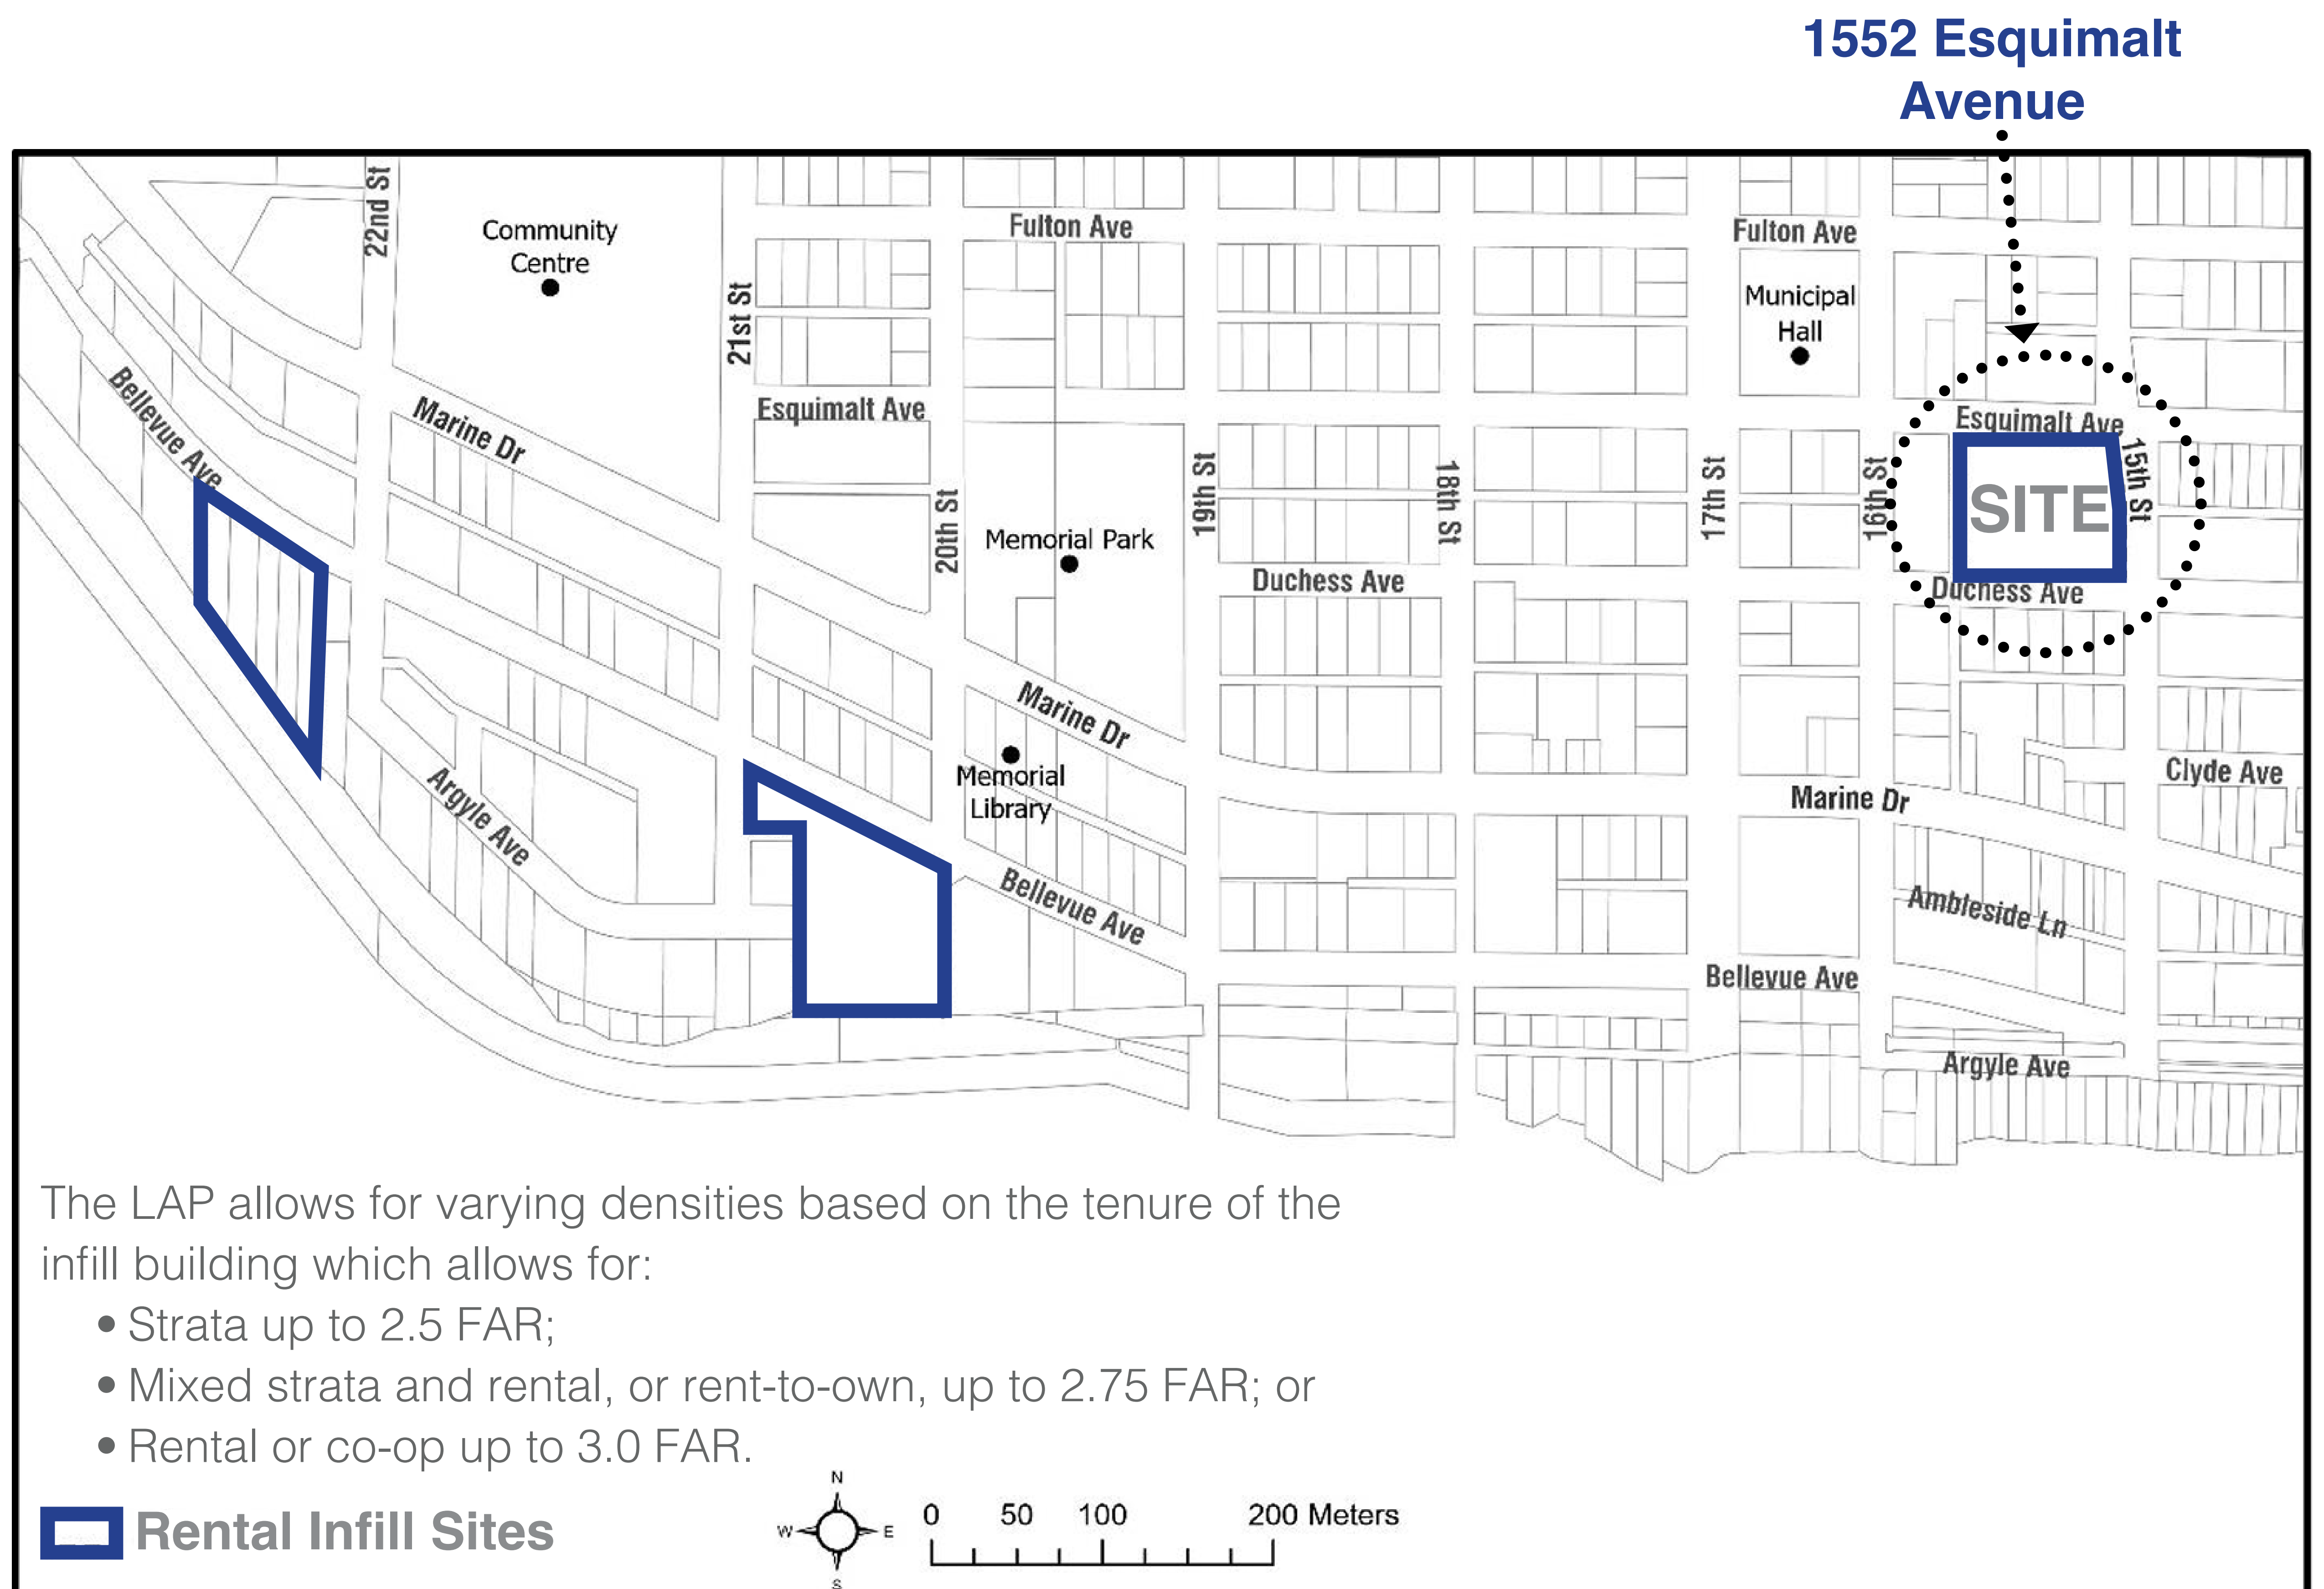 1552 Esquimalt
Avenue
22nd St
Community
Centre
21st St
Fulton Ave
Fulton Ave
Municipal
Hall
Bellevue Ave
Marine Dr
Esquimalt Ave
20th St
Memorial Park
19th St
18th St
Duchess Ave
17th St
16th St
Esquimalt Ave
15th St
SITE
Duchess Ave
Marine Dr
Memorial
Library
Argyle Ave
Bellevue Ave
Clyde Ave
Marine Dr
Ambleside Ln
Bellevue Ave
Argyle Ave
The LAP allows for varying densities based on the tenure of the
infill building which allows for:
• Strata up to 2.5 FAR;
• Mixed strata and rental, or rent-to-own, up to 2.75 FAR; or
• Rental or co-op up to 3.0 FAR.
Rental Infill Sites
N
W E
S
0 50 100 200 Meters